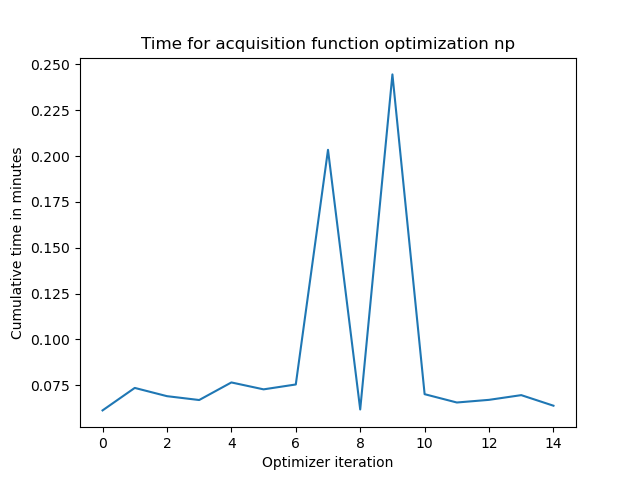 Time for acquisition function optimization np
0.250
0.225
0.200
0.175
0.150
0.125
0.100
0.075
Cumulative time in minutes
0 2 4 6 8 10 12 14
Optimizer iteration